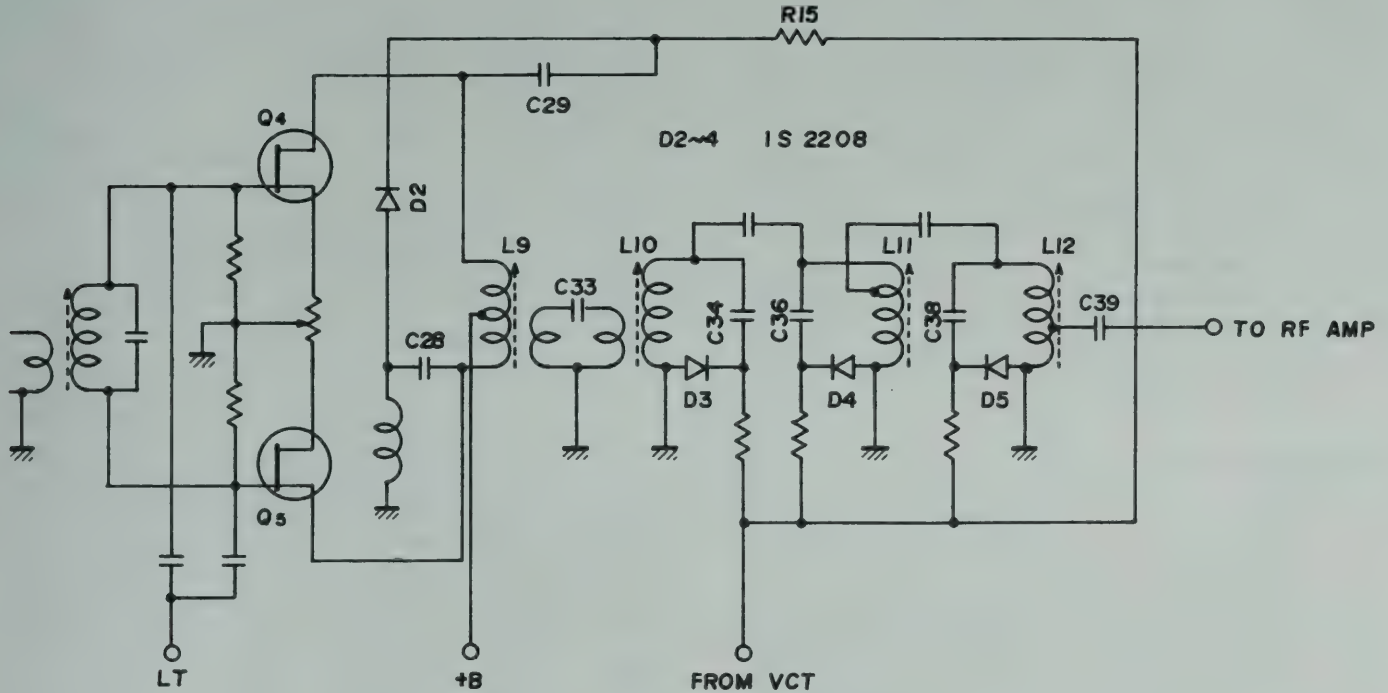 R15
C29
Q4
D2~4 1S 2208
D2
L9
L10
L11
L12
C33
C34
C36
C38
C39
TO RF AMP
C28
D3
D4
D5
Q5
LT
+B
FROM VCT